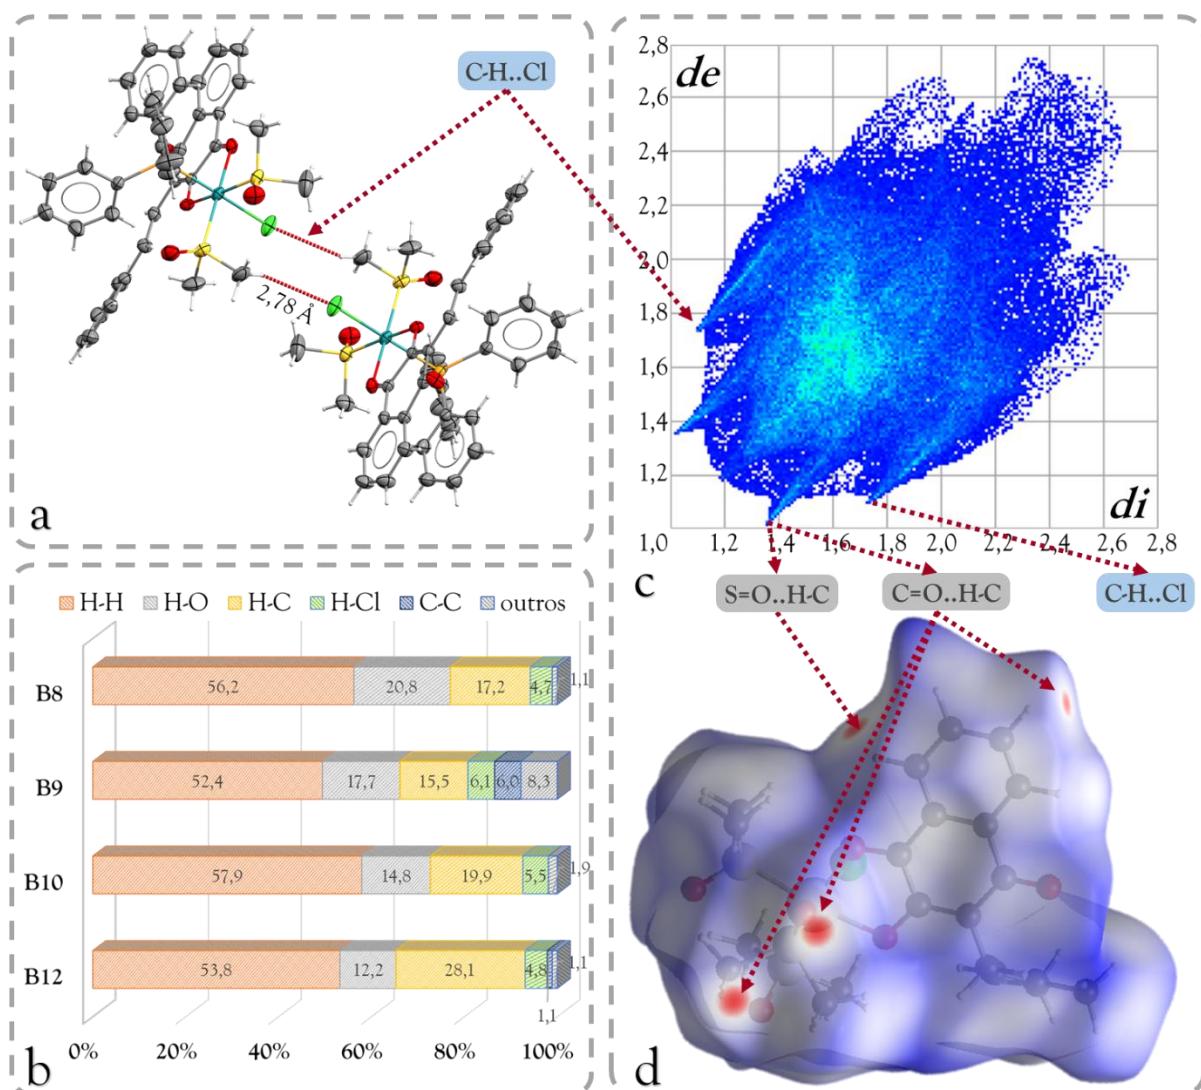 C-H..Cl
2,78 Å
a
H-H H-O H-C H-Cl C-C outros
B8 56,2 20,8 17,2 4,7 1,1
B9 52,4 17,7 15,5 6,1 6,0 8,3
B10 57,9 14,8 19,9 5,5 1,9
B12 53,8 12,2 28,1 4,8 1,1
1,1
0% 20% 40% 60% 80% 100%
b
de
2,8
2,6
2,4
2,2
2,0
1,8
1,6
1,4
1,2
di
1,0 1,2 1,4 1,6 1,8 2,0 2,2 2,4 2,6 2,8
c
S=O..H-C C=O..H-C C-H..Cl
d